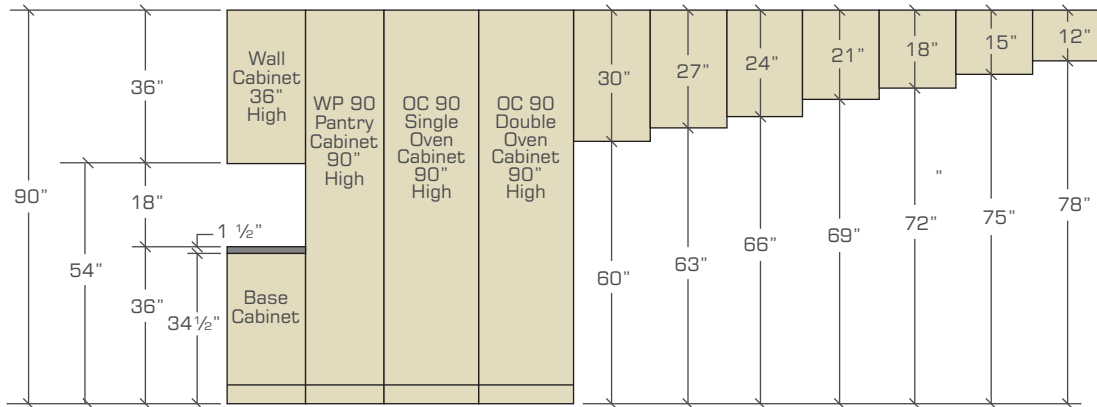 90”
54”
36”
18”
36”
1 ½”
34 ½”
Wall
Cabinet
36”
High
Base
Cabinet
WP 90
Pantry
Cabinet
90”
High
OC 90
Single
Oven
Cabinet
90”
High
OC 90
Double
Oven
Cabinet
90”
High
30”
27”
24”
21”
18”
15”
12”
60”
63”
66”
69”
72”
”
75”
78”